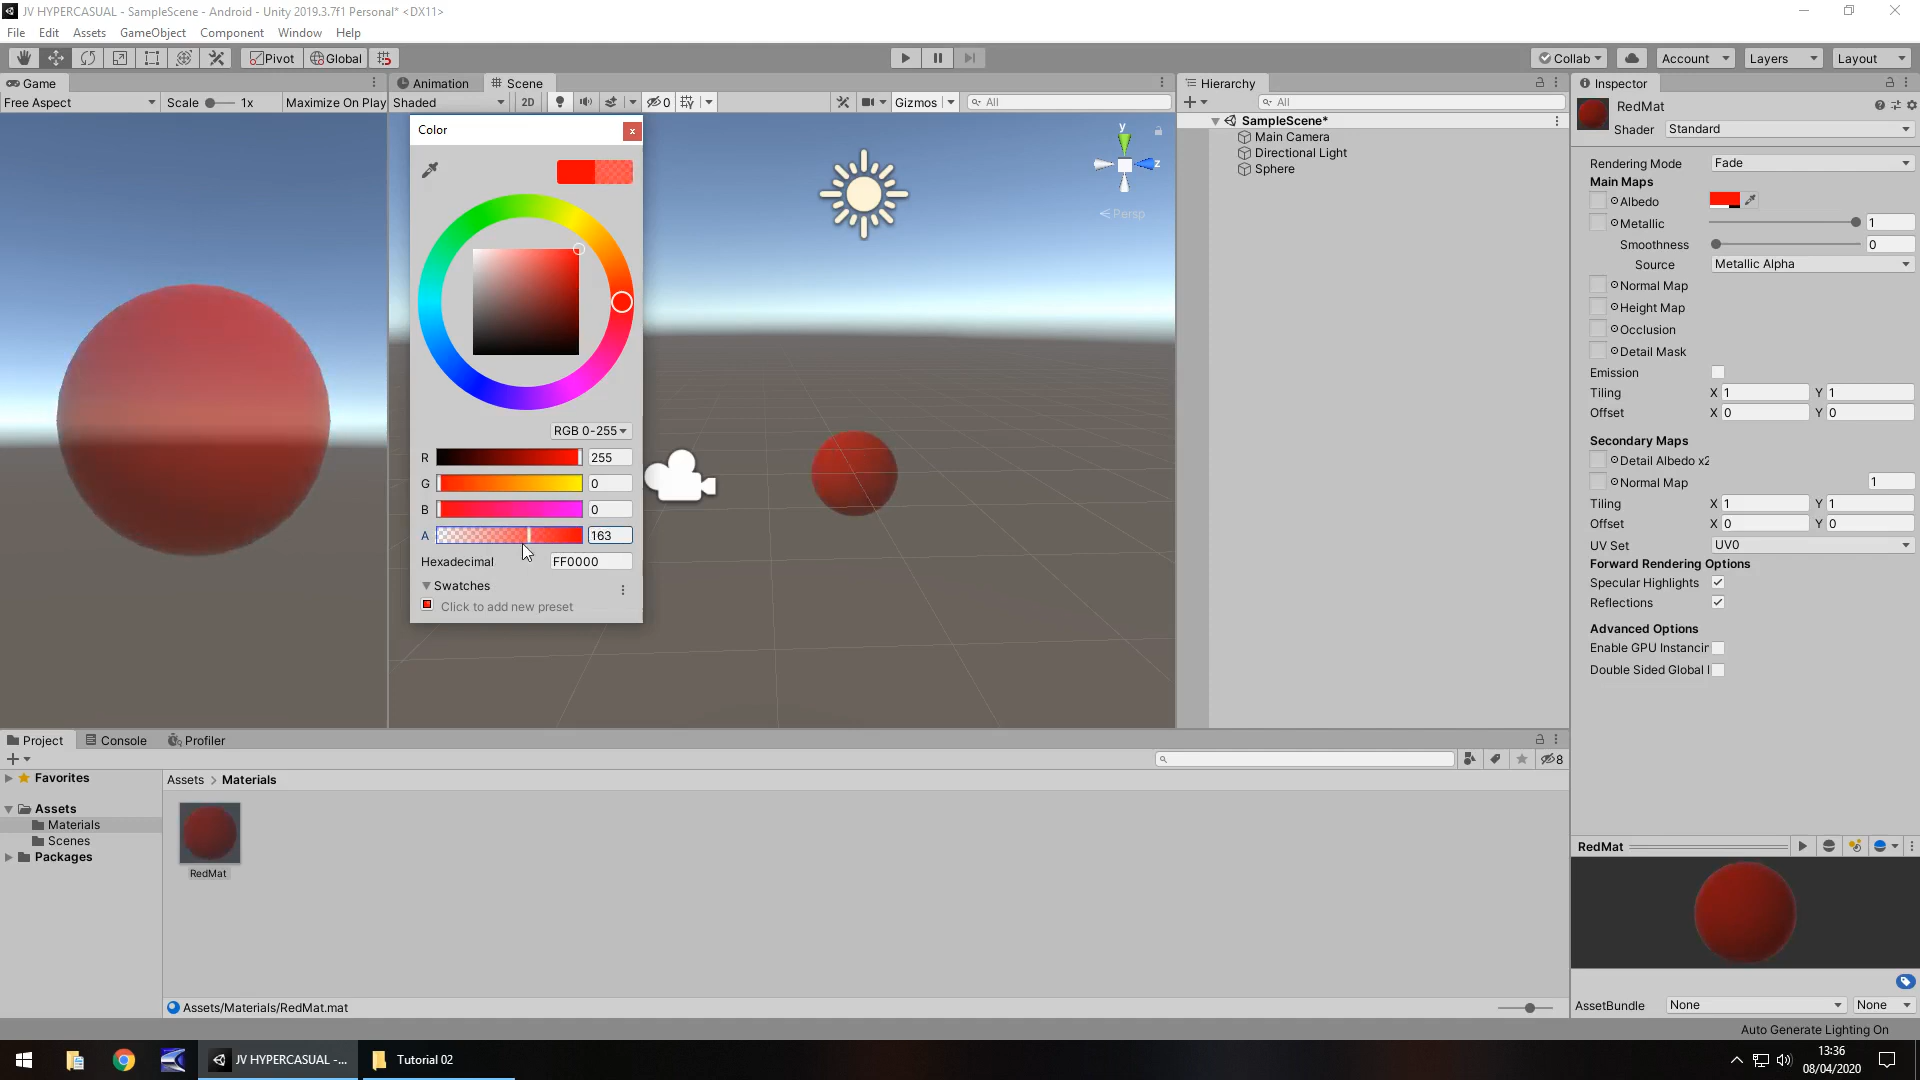 JV HYPERCASUAL - SampleScene - Android - Unity 2019.3.7f1 Personal* <DX11>
File Edit Assets GameObject Component Window Help
Pivot Global Collab Account Layers Layout
Game
Free Aspect Scale 1x Maximize On Play
Animation Scene
Shaded 2D 0 Gizmos All
Color
RGB 0-255
R 255
G 0
B 0
A 163
Hexadecimal FF0000
Swatches
Click to add new preset
y
z
Persp
Hierarchy
All
SampleScene*
Main Camera
Directional Light
Sphere
Inspector
RedMat
Shader Standard
Rendering Mode Fade
Main Maps
Albedo
Metallic 1
Smoothness 0
Source Metallic Alpha
Normal Map
Height Map
Occlusion
Detail Mask
Emission
Tiling X 1 Y 1
Offset X 0 Y 0
Secondary Maps
Detail Albedo x2
Normal Map 1
Tiling X 1 Y 1
Offset X 0 Y 0
UV Set UV0
Forward Rendering Options
Specular Highlights
Reflections
Advanced Options
Enable GPU Instancin
Double Sided Global I
RedMat
AssetBundle None None
Project Console Profiler
8
Favorites
Assets
Materials
Scenes
Packages
Assets > Materials
RedMat
Assets/Materials/RedMat.mat
Auto Generate Lighting On
JV HYPERCASUAL -...
Tutorial 02
13:36
08/04/2020